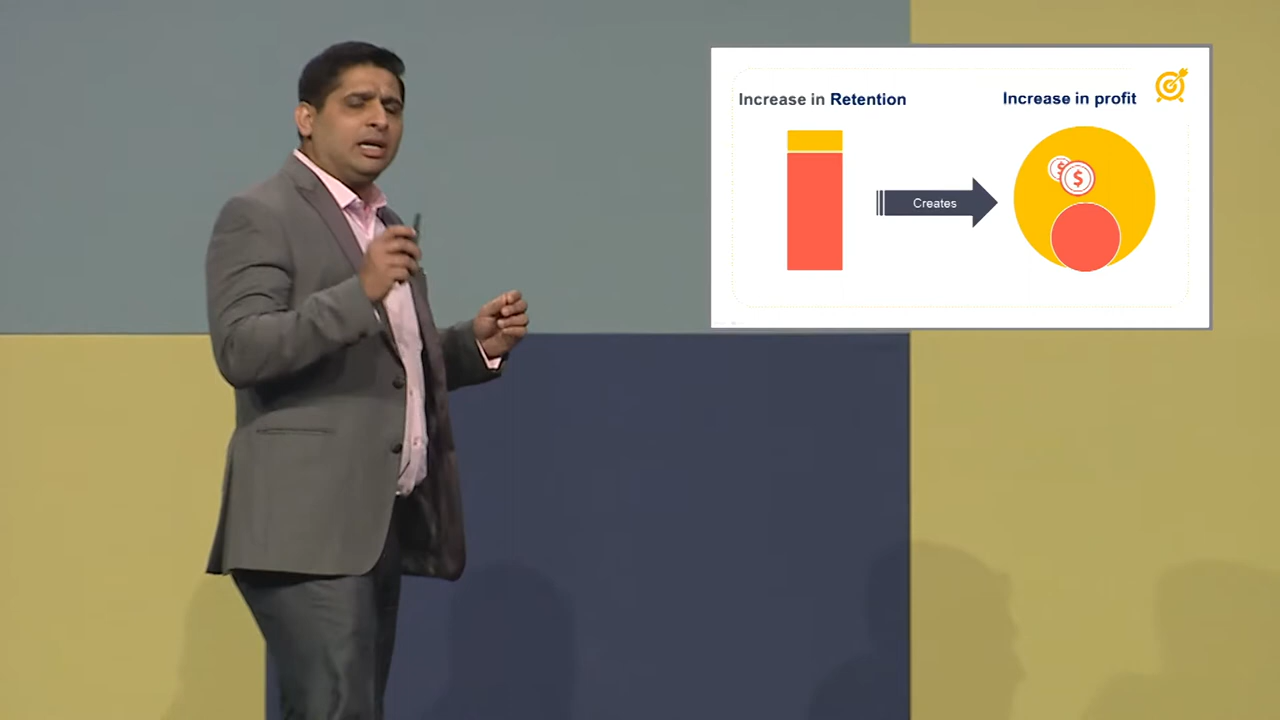 Increase in Retention
Increase in profit
$
$
Creates